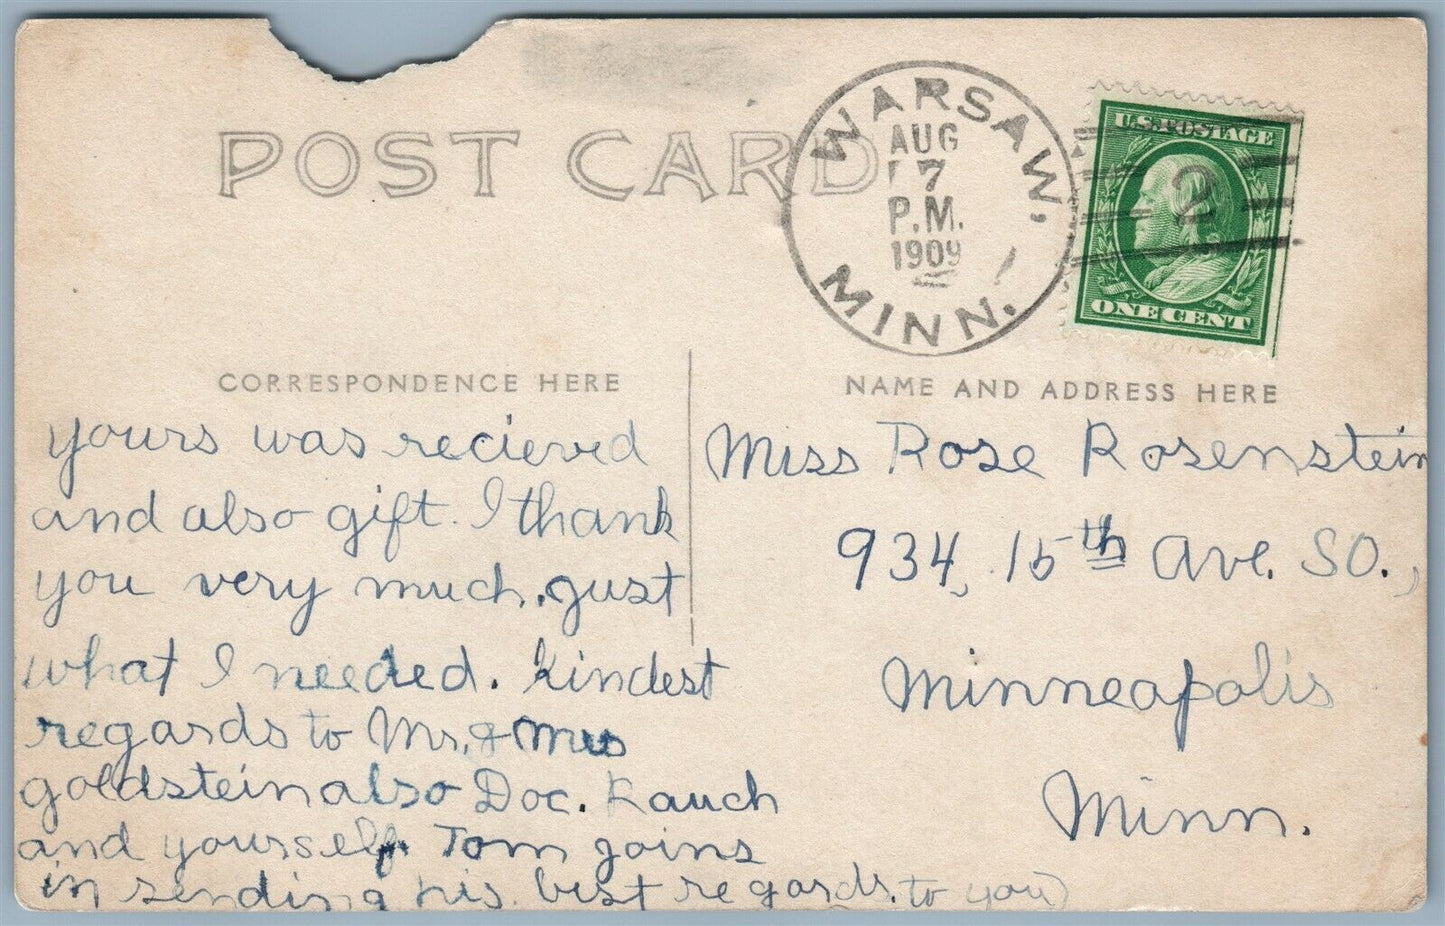 POST CARD
WARSAW,
AUG
7
P.M.
1909
MINN.
U.S. POSTAGE
2
ONE CENT
CORRESPONDENCE HERE
NAME AND ADDRESS HERE
yours was recieved
and also gift. I thank
you very much, just
what I needed. Kindest
regards to Mr. & Mrs
goldstein also Doc. Rauch
and yourself. Tom joins
in sending his best regards. to you
Miss Rose Rosenstein
934, 15th Ave. SO.,
Minneapolis
Minn.